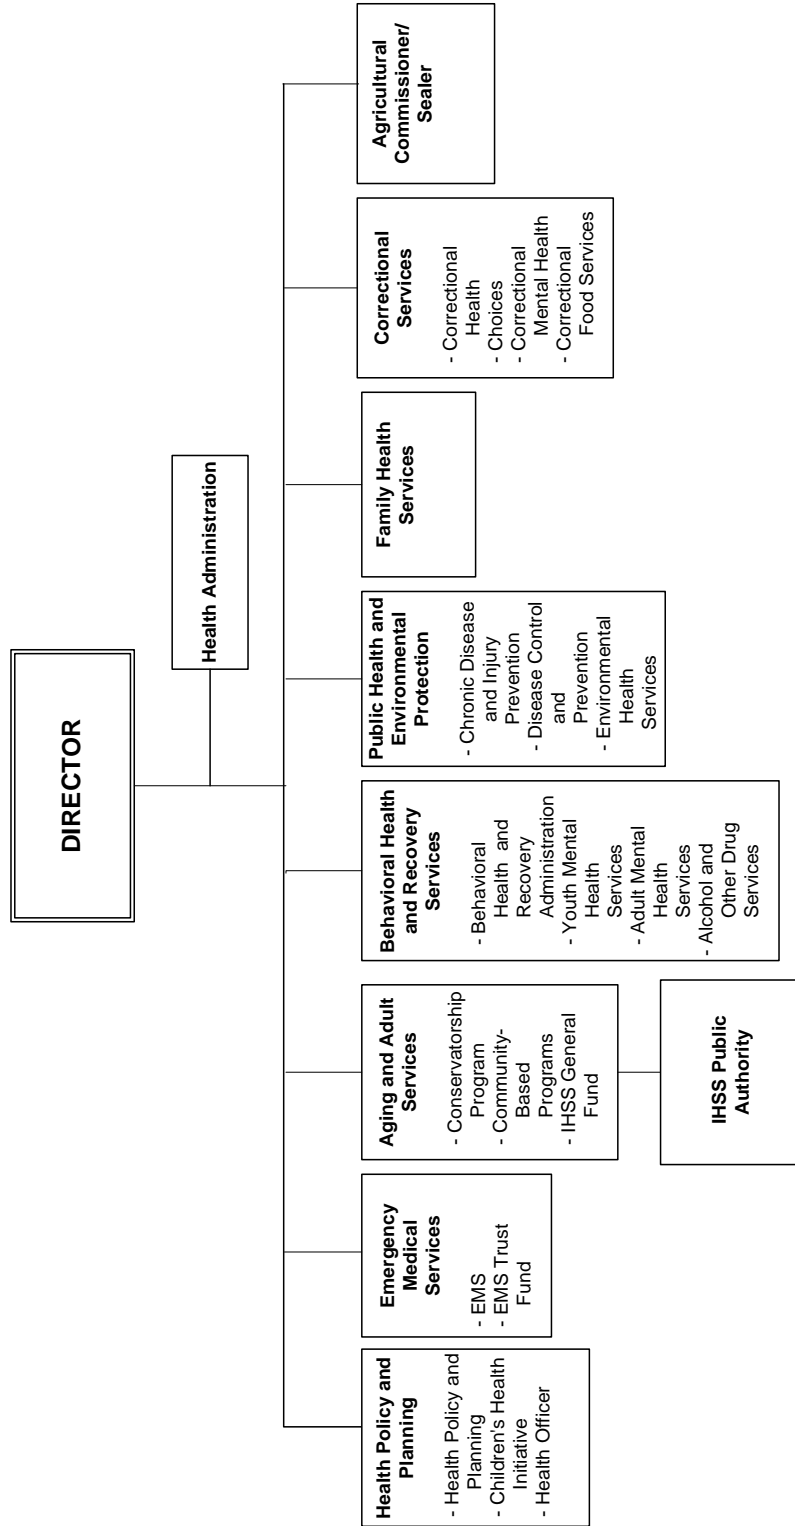 DIRECTOR
Health Administration
Health Policy and
Planning
- Health Policy and
Planning
- Children's Health
Initiative
- Health Officer
Emergency
Medical
Services
- EMS
- EMS Trust
Fund
Aging and Adult
Services
- Conservatorship
Program
- Community-
Based
Programs
- IHSS General
Fund
IHSS Public
Authority
Behavioral Health
and Recovery
Services
- Behavioral
Health and
Recovery
Administration
- Youth Mental
Health
Services
- Adult Mental
Health
Services
- Alcohol and
Other Drug
Services
Public Health and
Environmental
Protection
- Chronic Disease
and Injury
Prevention
- Disease Control
and
Prevention
- Environmental
Health
Services
Family Health
Services
Correctional
Services
- Correctional
Health
- Choices
- Correctional
Mental Health
- Correctional
Food Services
Agricultural
Commissioner/
Sealer